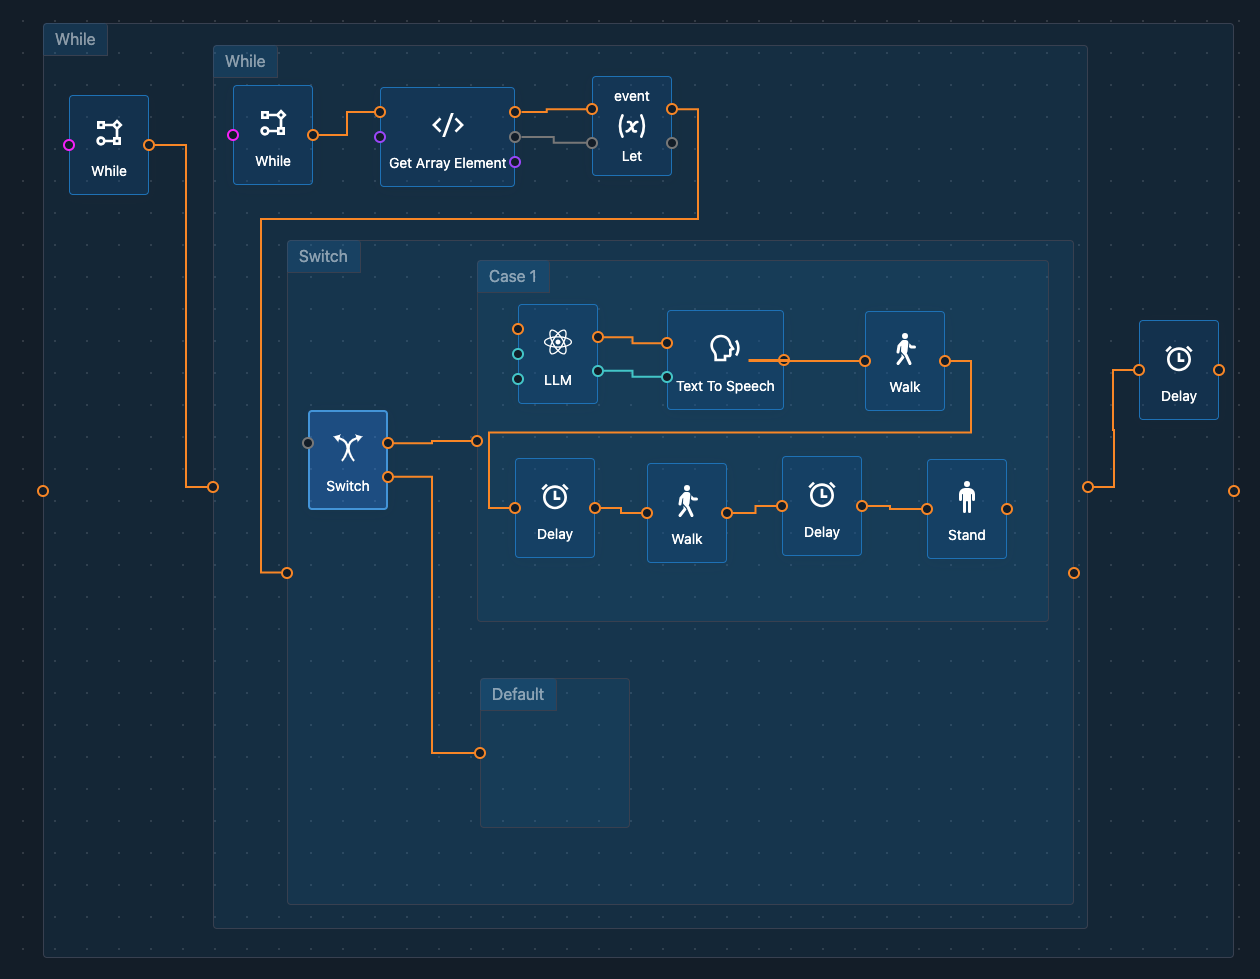 While
While
While
While
</>
Get Array Element
event
(x)
Let
Switch
Case 1
LLM
Text To Speech
Walk
Delay
Switch
Delay
Walk
Delay
Stand
Default